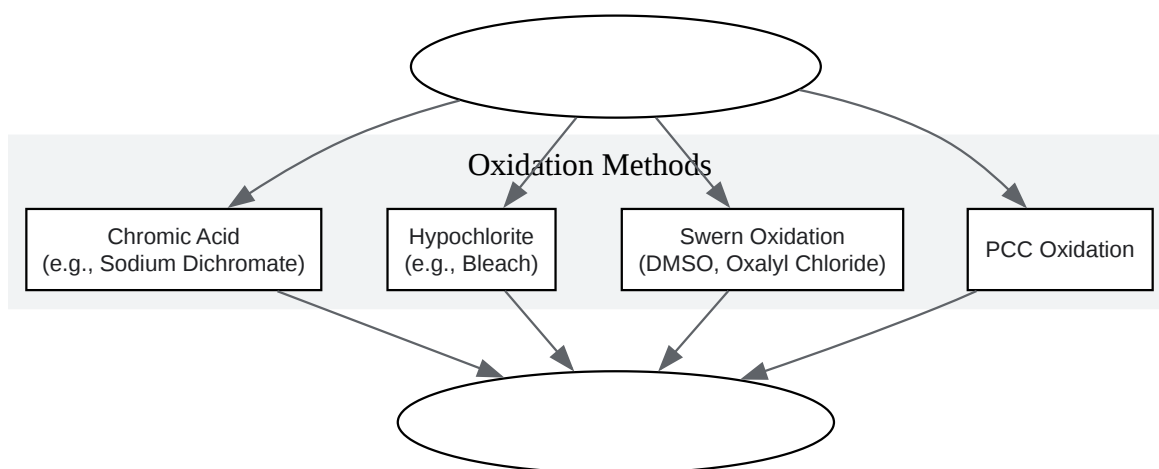 Oxidation Methods
Chromic Acid
(e.g., Sodium Dichromate)
Hypochlorite
(e.g., Bleach)
Swern Oxidation
(DMSO, Oxalyl Chloride)
PCC Oxidation